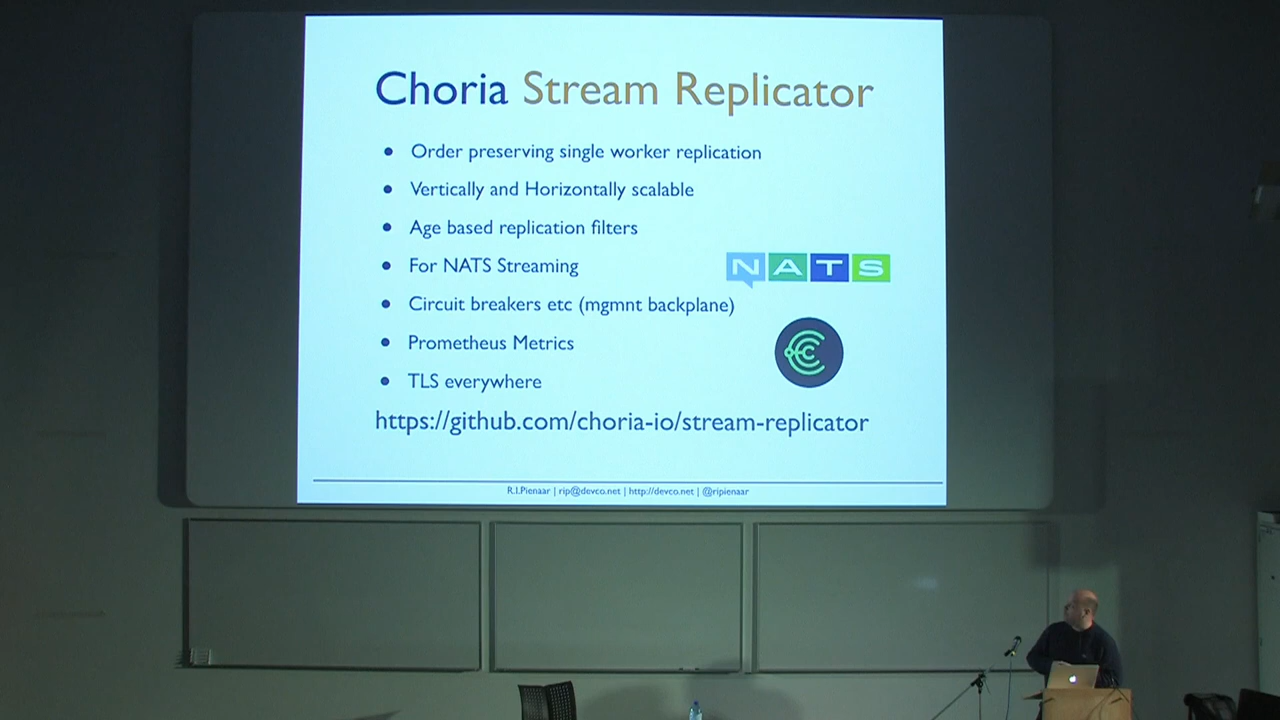 Choria Stream Replicator
• Order preserving single worker replication
• Vertically and Horizontally scalable
• Age based replication filters
• For NATS Streaming
NATS
• Circuit breakers etc (mgmnt backplane)
• Prometheus Metrics
• TLS everywhere
https://github.com/choria-io/stream-replicator
R.I.Pienaar | rip@devco.net | http://devco.net | @ripienaar